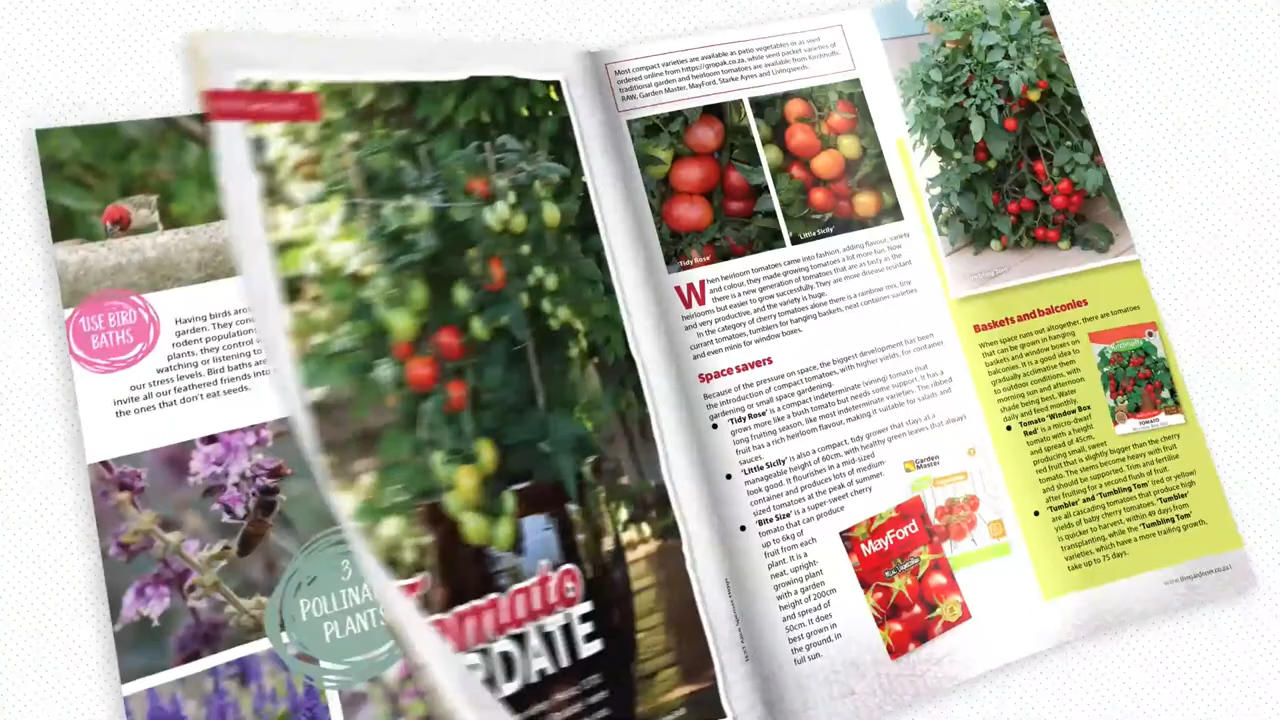 USE BIRD
BATHS
Having birds
garden. They
rodent populations
plants, they control
watching or listening to
our stress levels. Bird baths are
invite all our feathered friends into
the ones that don't eat seeds.
3
PLANTS
DATE
Most compact varieties are available as patio vegetables or as seed
ordered online from https://gropak.co.za, while seed packet varieties of
traditional garden and heirloom tomatoes are available from Kirchhoffs,
RAW, Garden Master, MayFord, Starke Ayres and Livingseeds.
'Tidy Rose'
'Little Sicily'
When heirloom tomatoes came into fashion, adding flavour, variety
and colour, they made growing tomatoes a lot more fun. Now
there is a new generation of tomatoes that are as tasty as the
heirlooms but easier to grow successfully. They are more disease resistant
and very productive, and the variety is huge.
In the category of cherry tomatoes alone there is a rainbow mix, tiny
currant tomatoes, tumblers for hanging baskets, neat container varieties
and even minis for window boxes.
Space savers
Because of the pressure on space, the biggest development has been
the introduction of compact tomatoes, with higher yields, for container
gardening or small space gardening.
● 'Tidy Rose' is a compact indeterminate (vining) tomato that
grows more like a bush tomato but needs some support. It has a
long fruiting season, like most indeterminate varieties. The ribbed
fruit has a rich heirloom flavour, making it suitable for salads and
sauces.
● 'Little Sicily' is also a compact, tidy grower that stays at a
manageable height of 60cm, with healthy green leaves that always
look good. It flourishes in a mid-sized
container and produces lots of medium-
sized tomatoes at the peak of summer.
● 'Bite Size' is a super-sweet cherry
tomato that can produce
up to 6kg of
fruit from each
plant. It is a
neat, upright-
growing plant
with a garden
height of 200cm
and spread of
50cm. It does
best grown in
the ground, in
full sun.
Garden
Master
MayFord
Baskets and balconies
When space runs out altogether, there are tomatoes
that can be grown in hanging
baskets and window boxes on
balconies. It is a good idea to
gradually acclimatise them
to outdoor conditions, with
morning sun and afternoon
shade being best. Water
daily and feed monthly.
● Tomato 'Window Box
Red' is a micro-dwarf
tomato with a height
and spread of 45cm,
producing small, sweet
red fruit that is slightly bigger than the cherry
tomato. The stems become heavy with fruit
and should be supported. Trim and fertilise
after fruiting for a second flush of fruit.
● 'Tumbler' and 'Tumbling Tom' (red or yellow)
are all cascading tomatoes that produce high
yields of baby cherry tomatoes. 'Tumbler'
is quicker to harvest, within 49 days from
transplanting, while the 'Tumbling Tom'
varieties, which have a more trailing growth,
take up to 75 days.
Kirchhoffs
TOMATO